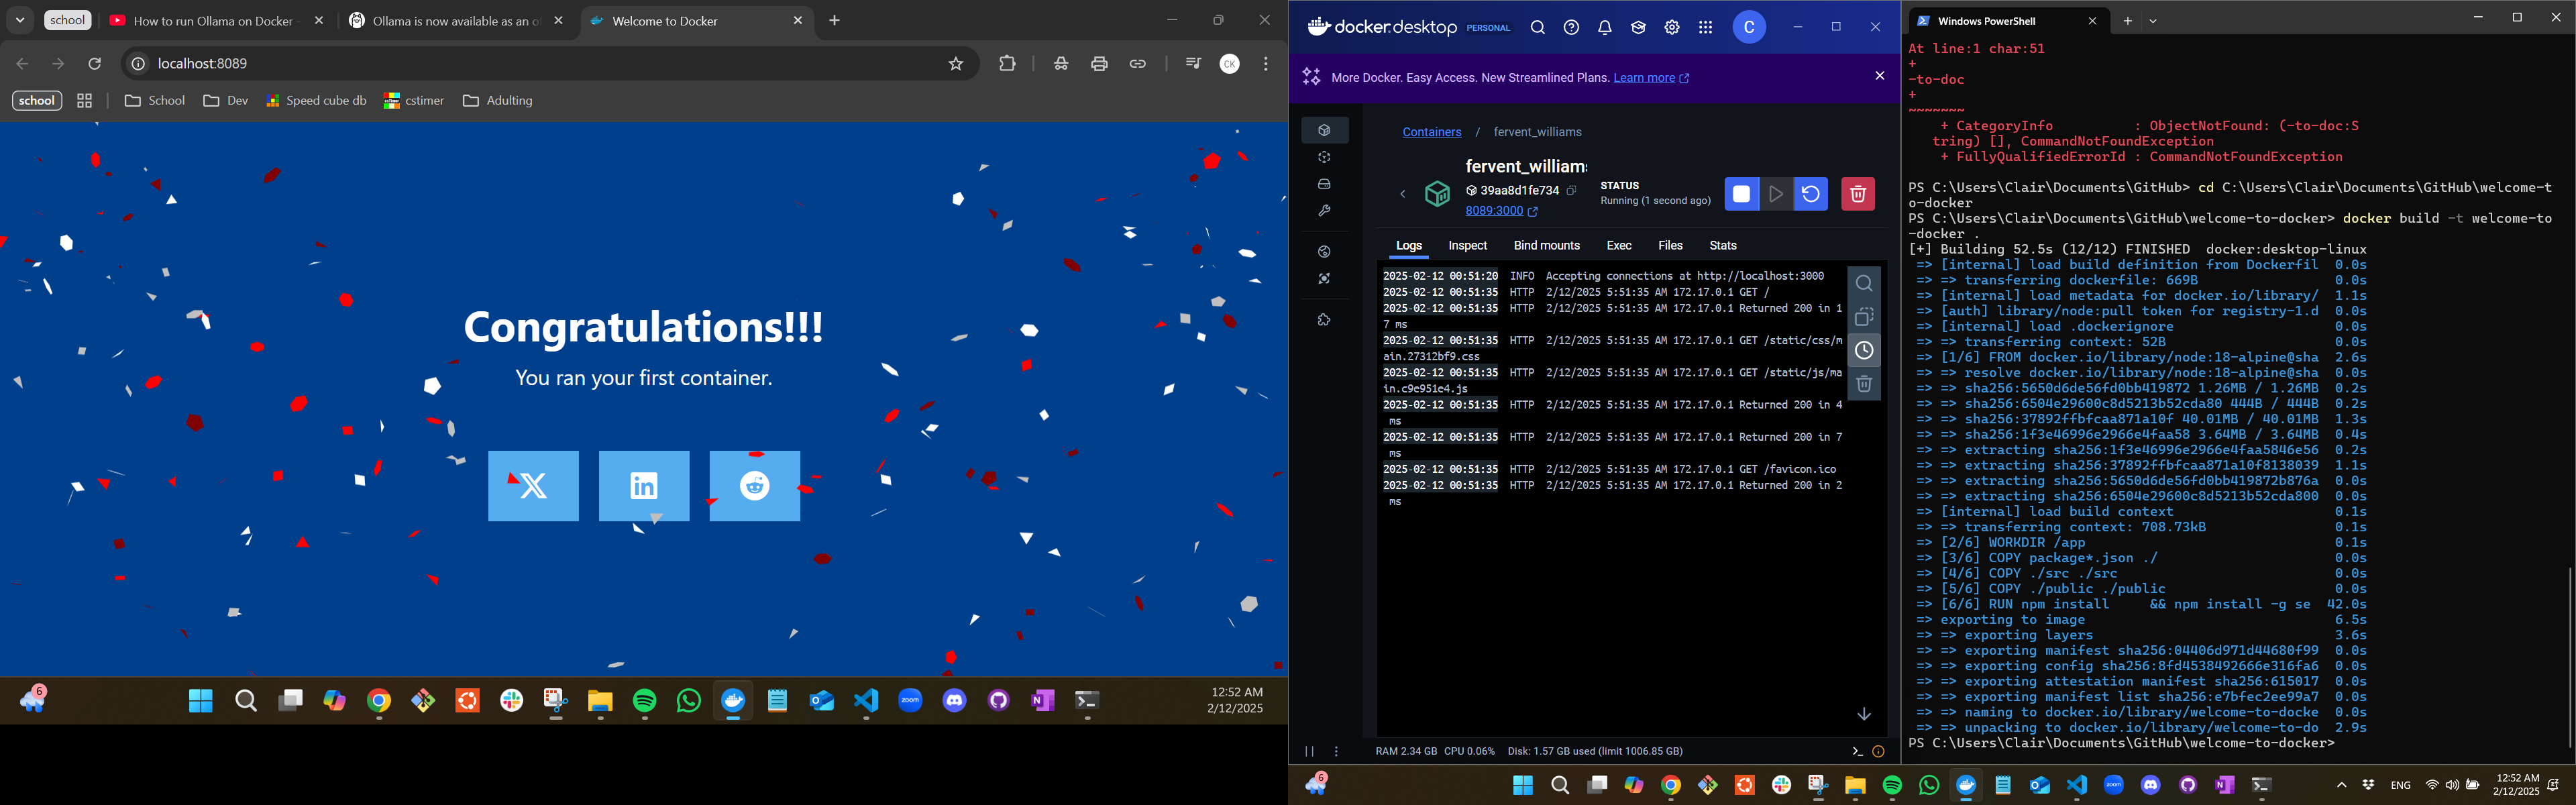 school
How to run Ollama on Docker
Ollama is now available as an o
Welcome to Docker
localhost:8089
CK
school
School
Dev
Speed cube db
cstimer
Adulting
Congratulations!!!
You ran your first container.
X
in
6
zoom
12:52 AM
2/12/2025
docker.desktop PERSONAL
C
More Docker. Easy Access. New Streamlined Plans. Learn more
Containers / fervent_williams
fervent_williams
39aa8d1fe734
8089:3000
STATUS
Running (1 second ago)
Logs
Inspect
Bind mounts
Exec
Files
Stats
2025-02-12 00:51:20 INFO Accepting connections at http://localhost:3000
2025-02-12 00:51:35 HTTP 2/12/2025 5:51:35 AM 172.17.0.1 GET /
2025-02-12 00:51:35 HTTP 2/12/2025 5:51:35 AM 172.17.0.1 Returned 200 in 1
7 ms
2025-02-12 00:51:35 HTTP 2/12/2025 5:51:35 AM 172.17.0.1 GET /static/css/m
ain.27312bf9.css
2025-02-12 00:51:35 HTTP 2/12/2025 5:51:35 AM 172.17.0.1 GET /static/js/ma
in.c9e951e4.js
2025-02-12 00:51:35 HTTP 2/12/2025 5:51:35 AM 172.17.0.1 Returned 200 in 4
ms
2025-02-12 00:51:35 HTTP 2/12/2025 5:51:35 AM 172.17.0.1 Returned 200 in 7
ms
2025-02-12 00:51:35 HTTP 2/12/2025 5:51:35 AM 172.17.0.1 GET /favicon.ico
2025-02-12 00:51:35 HTTP 2/12/2025 5:51:35 AM 172.17.0.1 Returned 200 in 2
ms
RAM 2.34 GB CPU 0.06% Disk: 1.57 GB used (limit 1006.85 GB)
Windows PowerShell
At line:1 char:51
+
-to-doc
+
~~~~~~~
+ CategoryInfo : ObjectNotFound: (-to-doc:S
tring) [], CommandNotFoundException
+ FullyQualifiedErrorId : CommandNotFoundException
PS C:\Users\Clair\Documents\GitHub> cd C:\Users\Clair\Documents\GitHub\welcome-t
o-docker
PS C:\Users\Clair\Documents\GitHub\welcome-to-docker> docker build -t welcome-to
-docker .
[+] Building 52.5s (12/12) FINISHED docker:desktop-linux
=> [internal] load build definition from Dockerfil 0.0s
=> => transferring dockerfile: 669B 0.0s
=> [internal] load metadata for docker.io/library/ 1.1s
=> [auth] library/node:pull token for registry-1.d 0.0s
=> [internal] load .dockerignore 0.0s
=> => transferring context: 52B 0.0s
=> [1/6] FROM docker.io/library/node:18-alpine@sha 2.6s
=> => resolve docker.io/library/node:18-alpine@sha 0.0s
=> => sha256:5650d6de56fd0bb419872 1.26MB / 1.26MB 0.2s
=> => sha256:6504e29600c8d5213b52cda80 444B / 444B 0.2s
=> => sha256:37892ffbfcaa871a10f 40.01MB / 40.01MB 1.3s
=> => sha256:1f3e46996e2966e4faa58 3.64MB / 3.64MB 0.4s
=> => extracting sha256:1f3e46996e2966e4faa5846e56 0.2s
=> => extracting sha256:37892ffbfcaa871a10f8138039 1.1s
=> => extracting sha256:5650d6de56fd0bb419872b876a 0.0s
=> => extracting sha256:6504e29600c8d5213b52cda800 0.0s
=> [internal] load build context 0.1s
=> => transferring context: 708.73kB 0.1s
=> [2/6] WORKDIR /app 0.1s
=> [3/6] COPY package*.json ./ 0.0s
=> [4/6] COPY ./src ./src 0.0s
=> [5/6] COPY ./public ./public 0.0s
=> [6/6] RUN npm install && npm install -g se 42.0s
=> exporting to image 6.5s
=> => exporting layers 3.6s
=> => exporting manifest sha256:04406d971d44680f99 0.0s
=> => exporting config sha256:8fd4538492666e316fa6 0.0s
=> => exporting attestation manifest sha256:615017 0.0s
=> => exporting manifest list sha256:e7bfec2ee99a7 0.0s
=> => naming to docker.io/library/welcome-to-docke 0.0s
=> => unpacking to docker.io/library/welcome-to-do 2.9s
PS C:\Users\Clair\Documents\GitHub\welcome-to-docker>
6
zoom
ENG
12:52 AM
2/12/2025